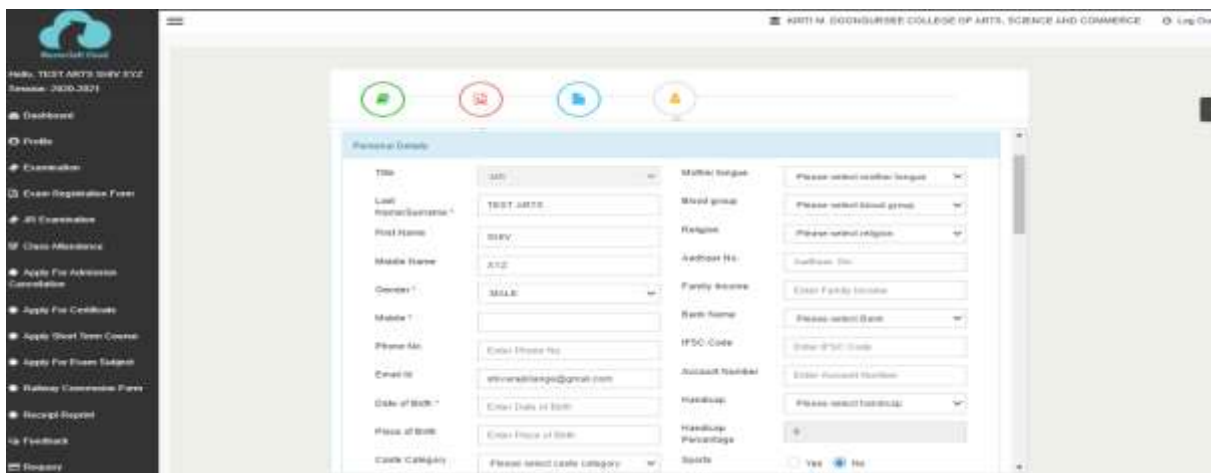 KIRTI M. DOONGURSEE COLLEGE OF ARTS, SCIENCE AND COMMERCE
Hello, TEST ARTS SHIV XYZ
Session: 2020-2021
Dashboard
Profile
Examination
Exam Registration Form
JR Examination
Class Attendance
Apply For Admission
Cancellation
Apply For Certificate
Apply Short Term Course
Apply For Exam Subject
Railway Concession Form
Receipt Reprint
Feedback
Request
Personal Details
Title
MR
Last
Name/Surname *
TEST ARTS
First Name
SHIV
Middle Name
XYZ
Gender *
MALE
Mobile *
Phone No.
Enter Phone No.
Email Id
Date of Birth *
Enter Date of Birth
Place of Birth
Enter Place of Birth
Caste Category
Please select caste category
Mother tongue
Please select mother tongue
Blood group
Please select blood group
Religion
Please select religion
Aadhaar No.
Aadhaar No.
Family Income
Enter Family Income
Bank Name
Please select Bank
IFSC Code
Enter IFSC Code
Account Number
Enter Account Number
Handicap
Please select handicap
Handicap
Percentage
0
Sports
Yes No